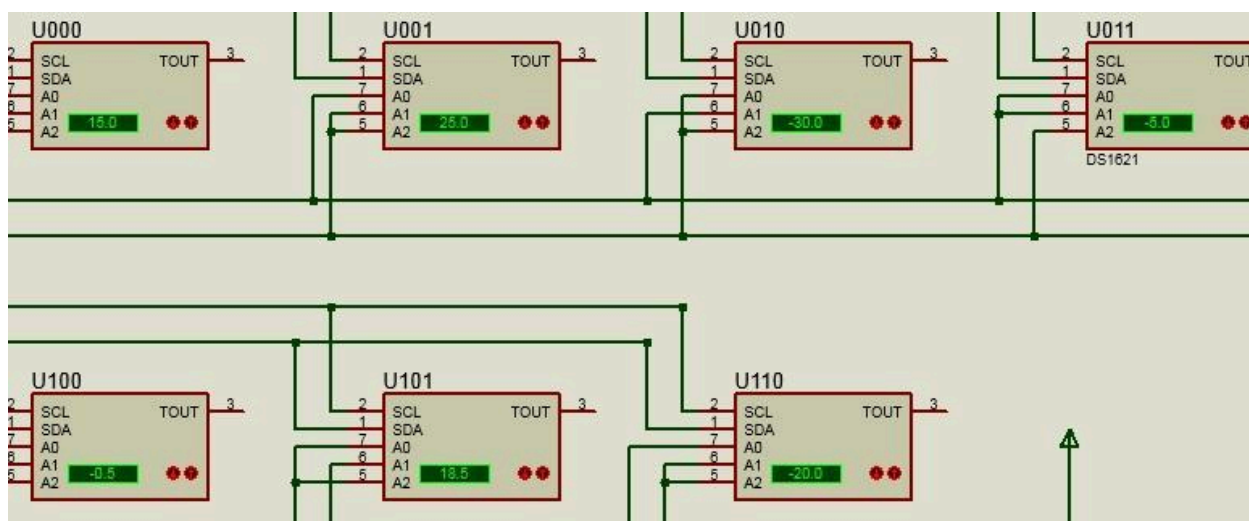 U000 U001 U010 U011
2 SCL TOUT 3 2 SCL TOUT 3 2 SCL TOUT 3 2 SCL TOUT
1 SDA 1 SDA 1 SDA 1 SDA
7 A0 7 A0 7 A0 7 A0
6 A1 15.0 6 A1 25.0 6 A1 -30.0 6 A1 -5.0
5 A2 5 A2 5 A2 5 A2
DS1621
U100 U101 U110
2 SCL TOUT 3 2 SCL TOUT 3 2 SCL TOUT 3
1 SDA 1 SDA 1 SDA
7 A0 7 A0 7 A0
6 A1 -0.5 6 A1 18.5 6 A1 -20.0
5 A2 5 A2 5 A2